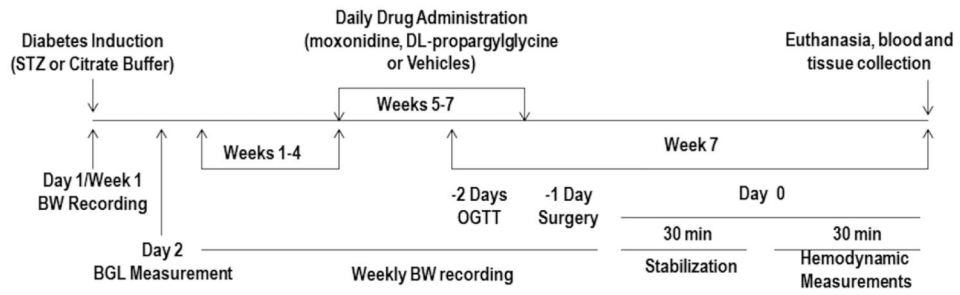 Diabetes Induction
(STZ or Citrate Buffer)
Daily Drug Administration
(moxonidine, DL-propargylglycine
or Vehicles)
Euthanasia, blood and
tissue collection
Weeks 5-7
Weeks 1-4
Week 7
Day 1/Week 1
BW Recording
-2 Days
OGTT
-1 Day
Surgery
Day 0
Day 2
BGL Measurement
Weekly BW recording
30 min
Stabilization
30 min
Hemodynamic
Measurements